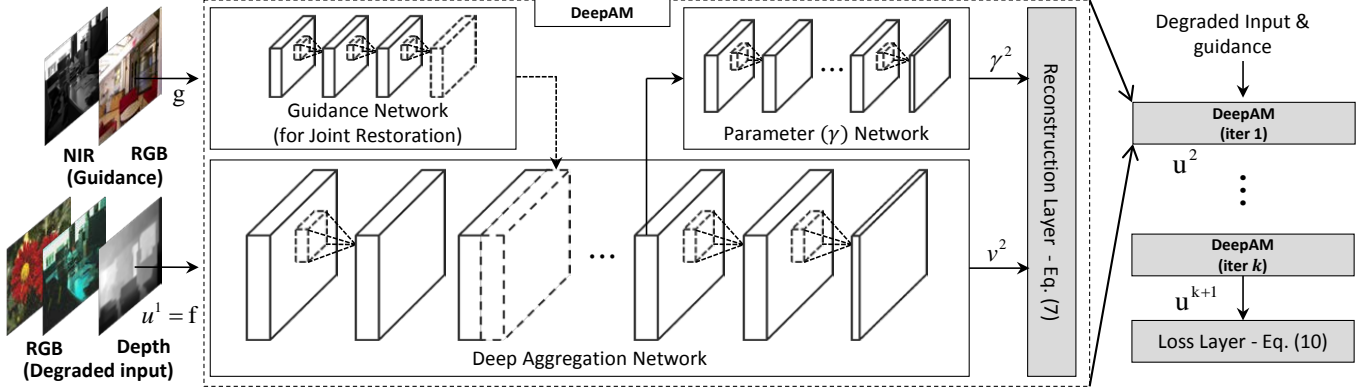 DeepAM
g
NIR
RGB
(Guidance)
Guidance Network
(for Joint Restoration)
Parameter (γ) Network
γ²
...
u¹ = f
RGB
Depth
(Degraded input)
...
Deep Aggregation Network
v²
Reconstruction Layer - Eq. (7)
Degraded Input &
guidance
DeepAM
(iter 1)
u²
⋮
DeepAM
(iter k)
u^{k+1}
Loss Layer - Eq. (10)